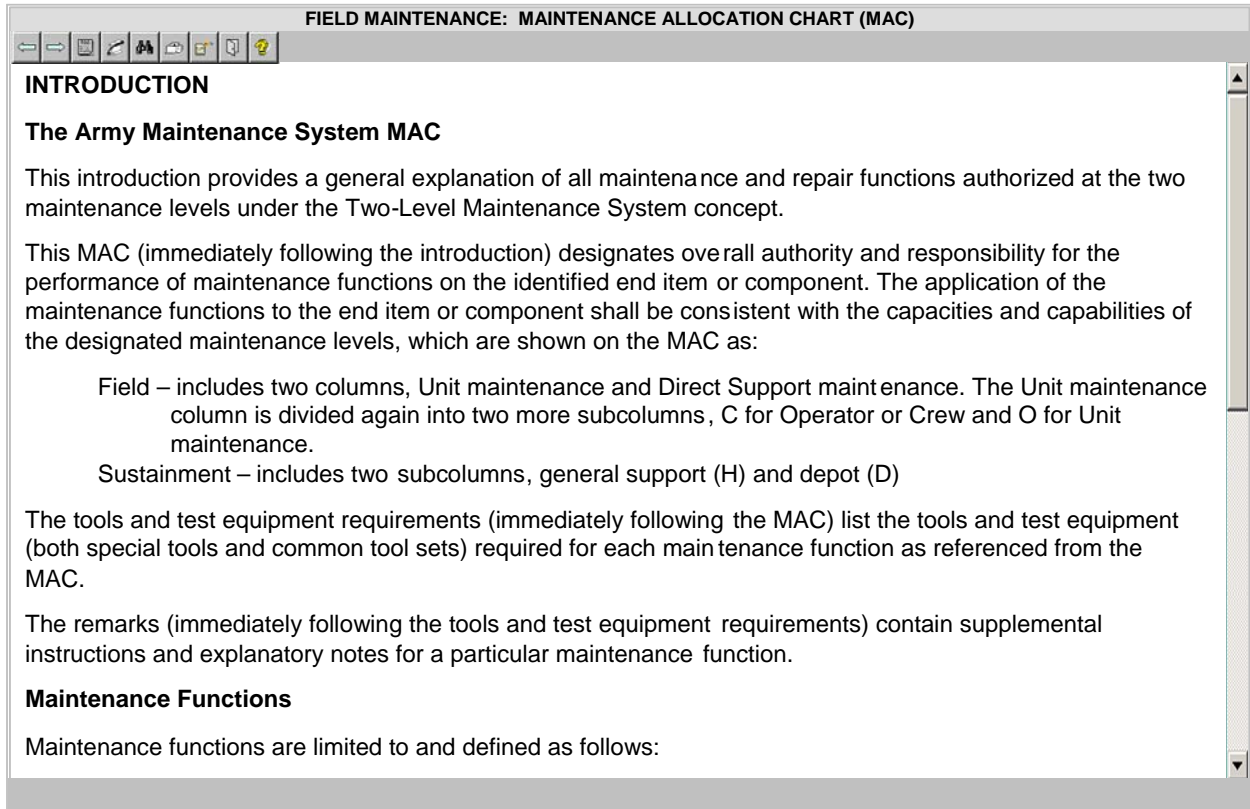 FIELD MAINTENANCE: MAINTENANCE ALLOCATION CHART (MAC)
INTRODUCTION
The Army Maintenance System MAC
This introduction provides a general explanation of all maintenance and repair functions authorized at the two
maintenance levels under the Two-Level Maintenance System concept.
This MAC (immediately following the introduction) designates overall authority and responsibility for the
performance of maintenance functions on the identified end item or component. The application of the
maintenance functions to the end item or component shall be consistent with the capacities and capabilities of
the designated maintenance levels, which are shown on the MAC as:
Field – includes two columns, Unit maintenance and Direct Support maintenance. The Unit maintenance
column is divided again into two more subcolumns, C for Operator or Crew and O for Unit
maintenance.
Sustainment – includes two subcolumns, general support (H) and depot (D)
The tools and test equipment requirements (immediately following the MAC) list the tools and test equipment
(both special tools and common tool sets) required for each maintenance function as referenced from the
MAC.
The remarks (immediately following the tools and test equipment requirements) contain supplemental
instructions and explanatory notes for a particular maintenance function.
Maintenance Functions
Maintenance functions are limited to and defined as follows: